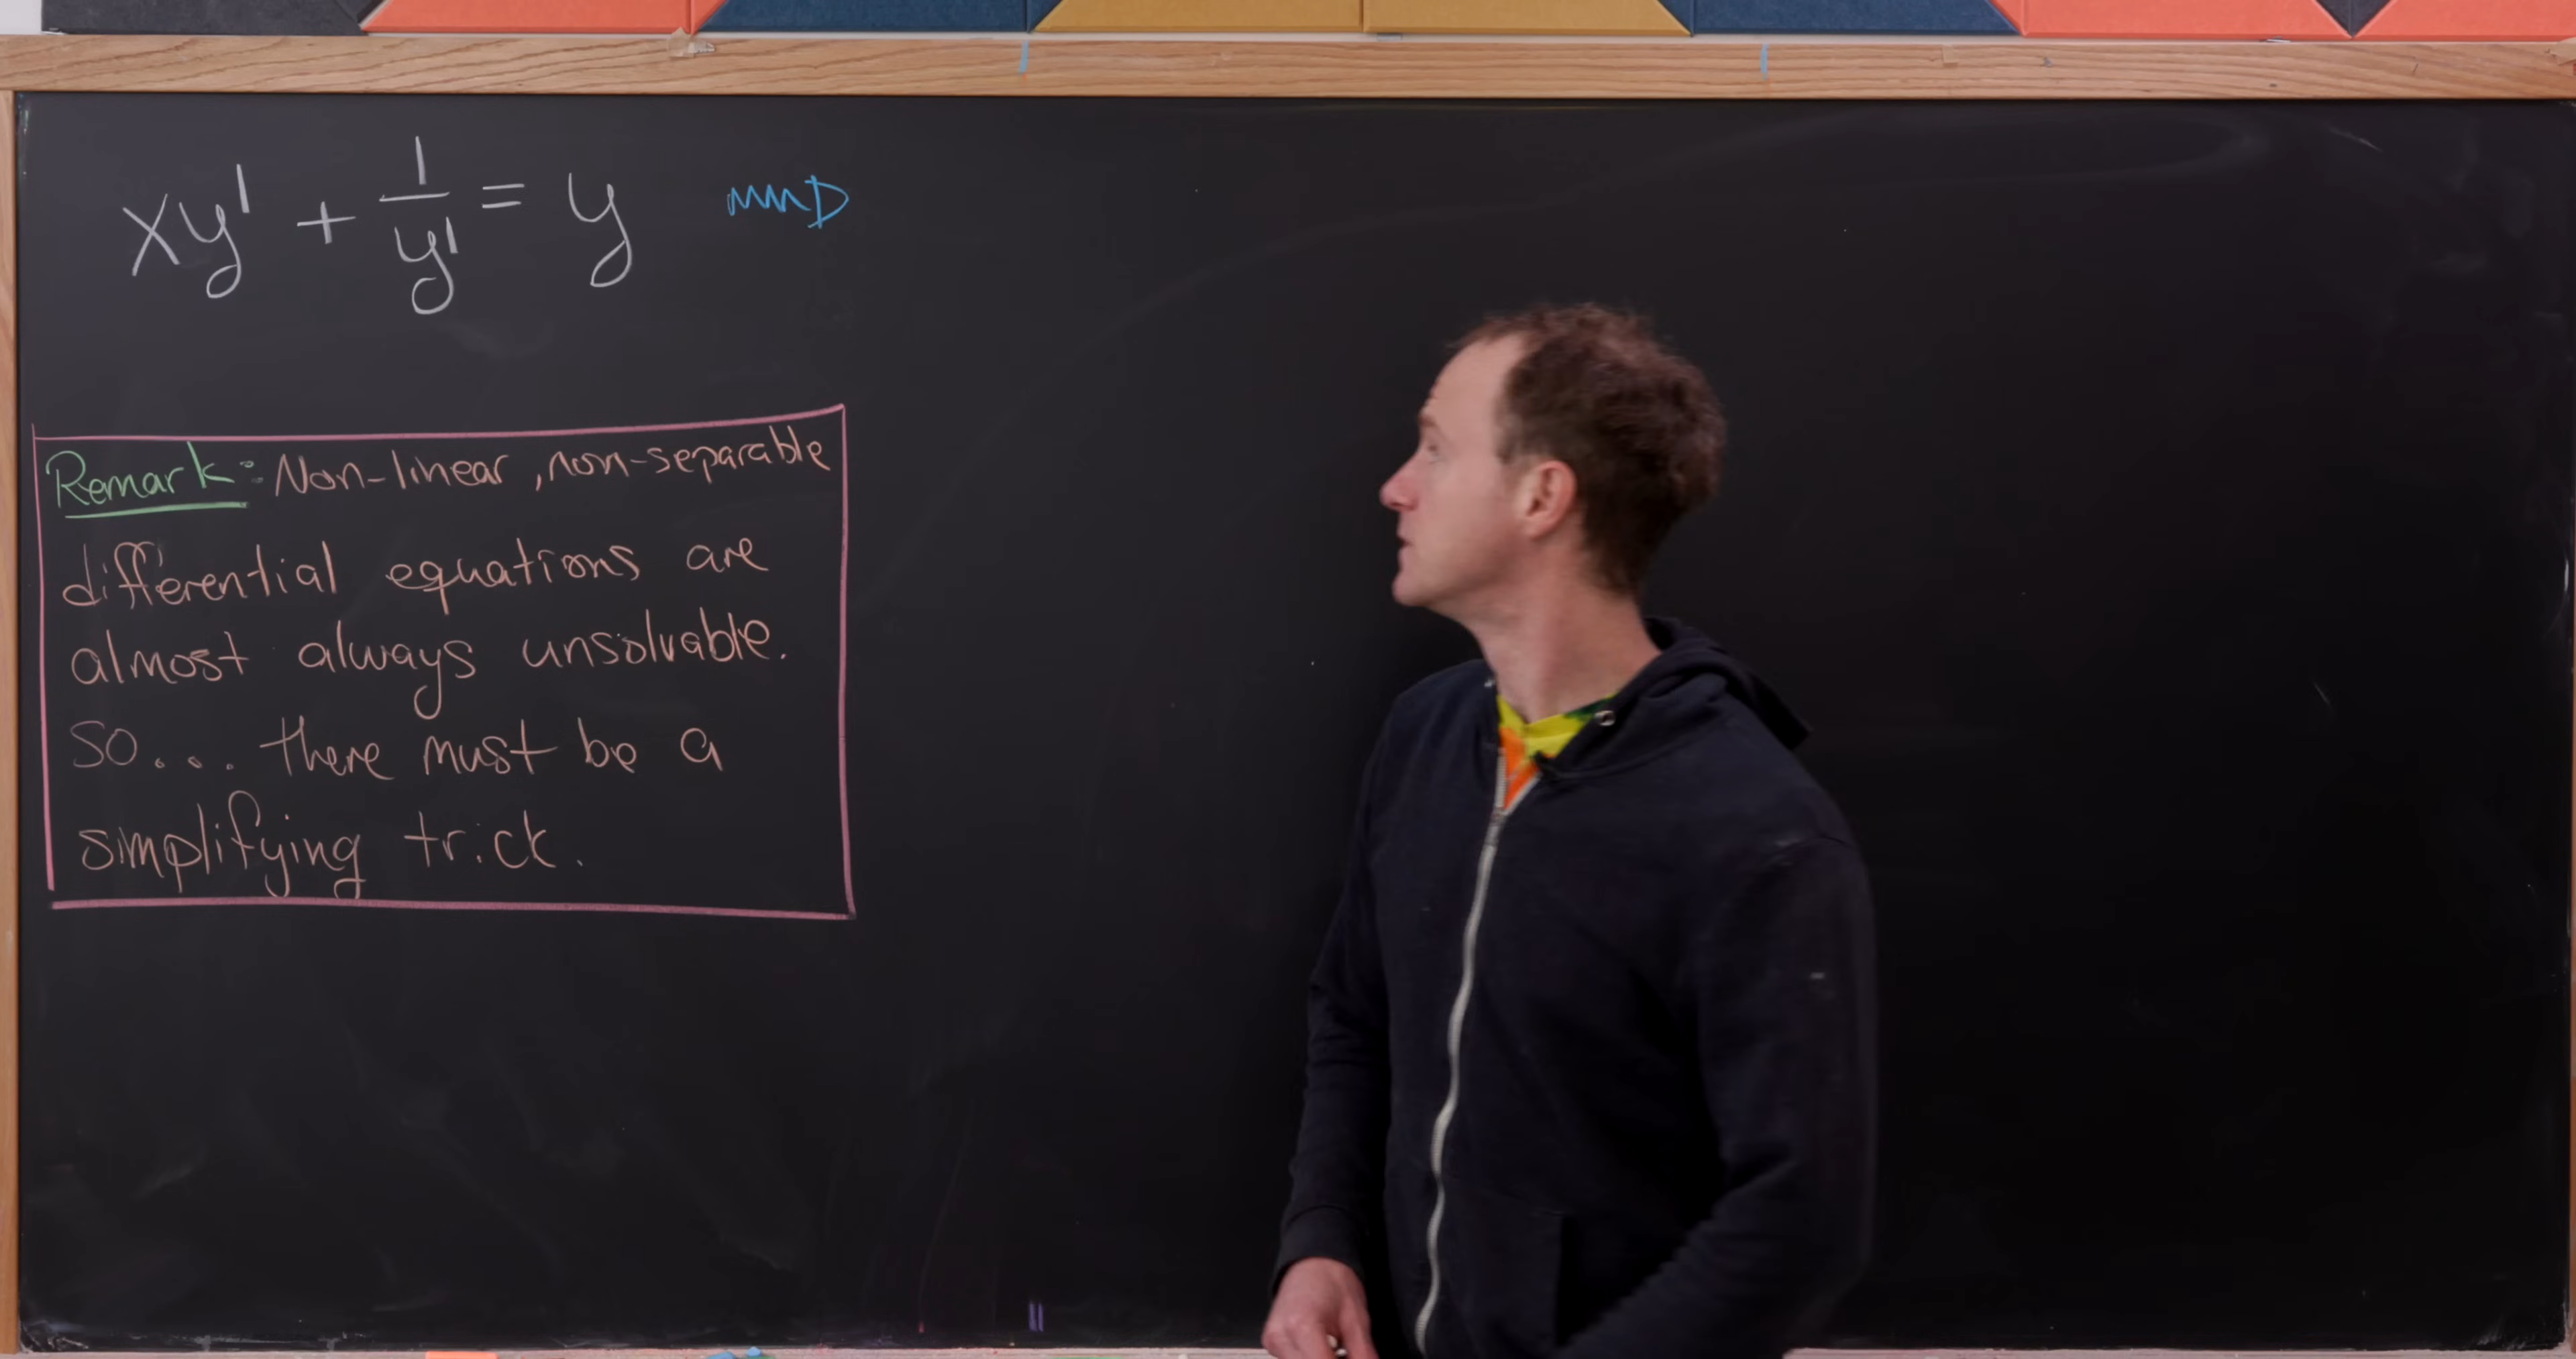 xy' + 1/y' = y
Remark: Non-linear, non-separable
differential equations are
almost always unsolvable.
so... there must be a
simplifying trick.